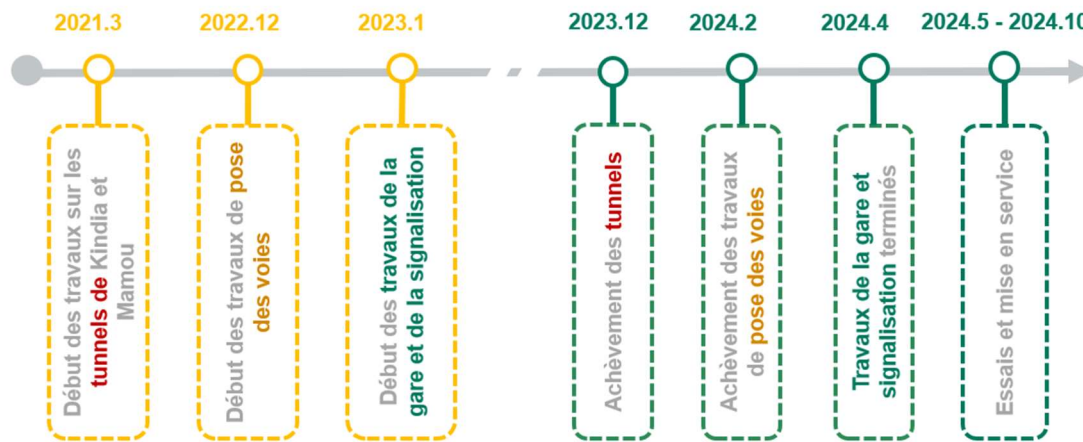 2021.3
2022.12
2023.1
2023.12
2024.2
2024.4
2024.5 - 2024.10
Début des travaux sur les
tunnels de Kindia et
Mamou
Début des travaux de pose
des voies
Début des travaux de la
gare et de la signalisation
Achèvement des tunnels
Achèvement des travaux
de pose des voies
Travaux de la gare et
signalisation terminés
Essais et mise en service